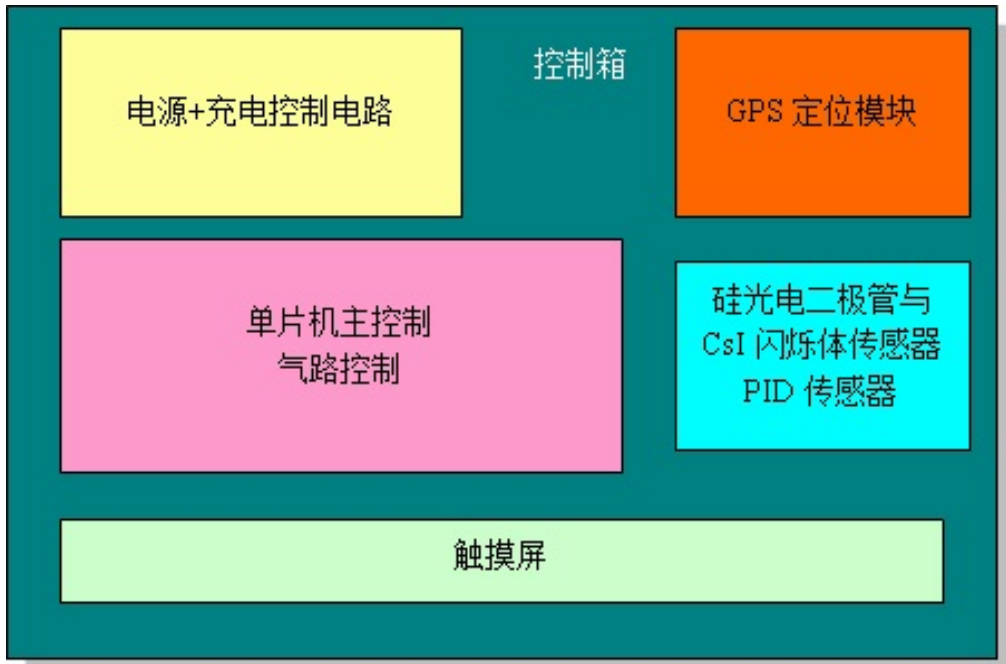 控制箱
电源+充电控制电路
GPS 定位模块
单片机主控制
气路控制
硅光电二极管与
CsI 闪烁体传感器
PID 传感器
触摸屏